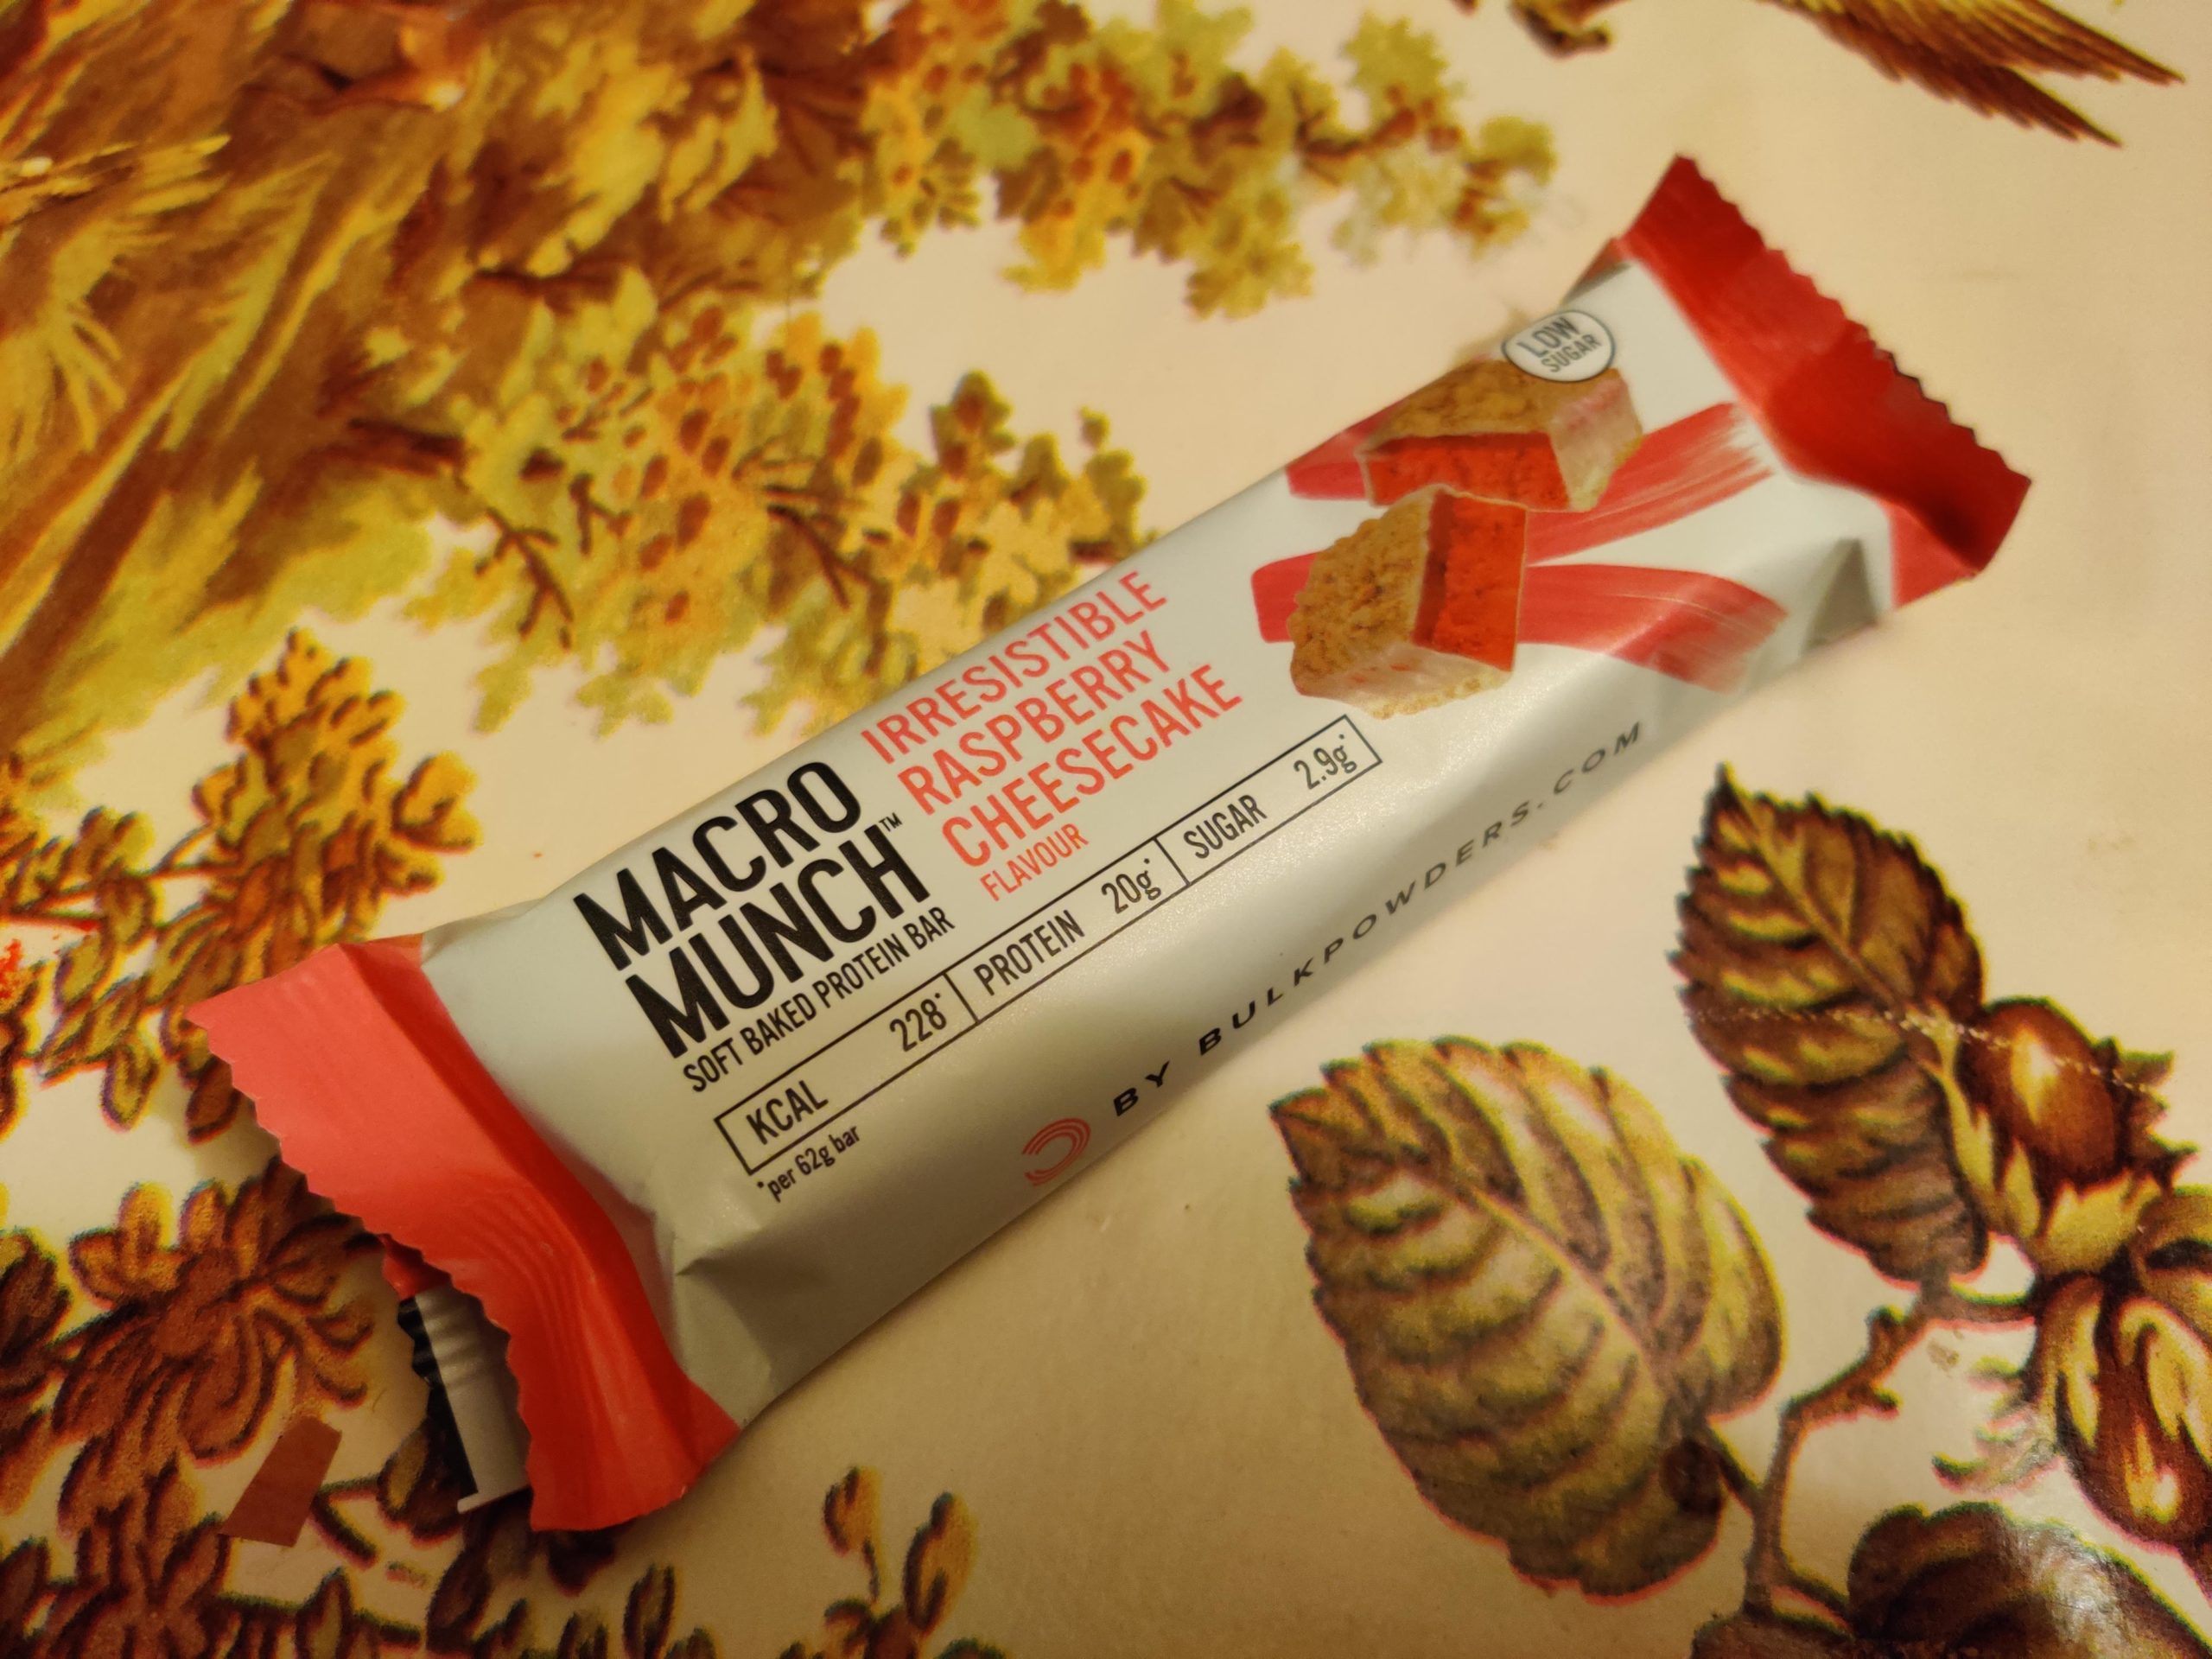 LOW
SUGAR
MACRO
MUNCH™
SOFT BAKED PROTEIN BAR
IRRESISTIBLE
RASPBERRY
CHEESECAKE
FLAVOUR
KCAL 228* PROTEIN 20g* SUGAR 2.9g*
*per 62g bar
BY BULKPOWDERS.COM